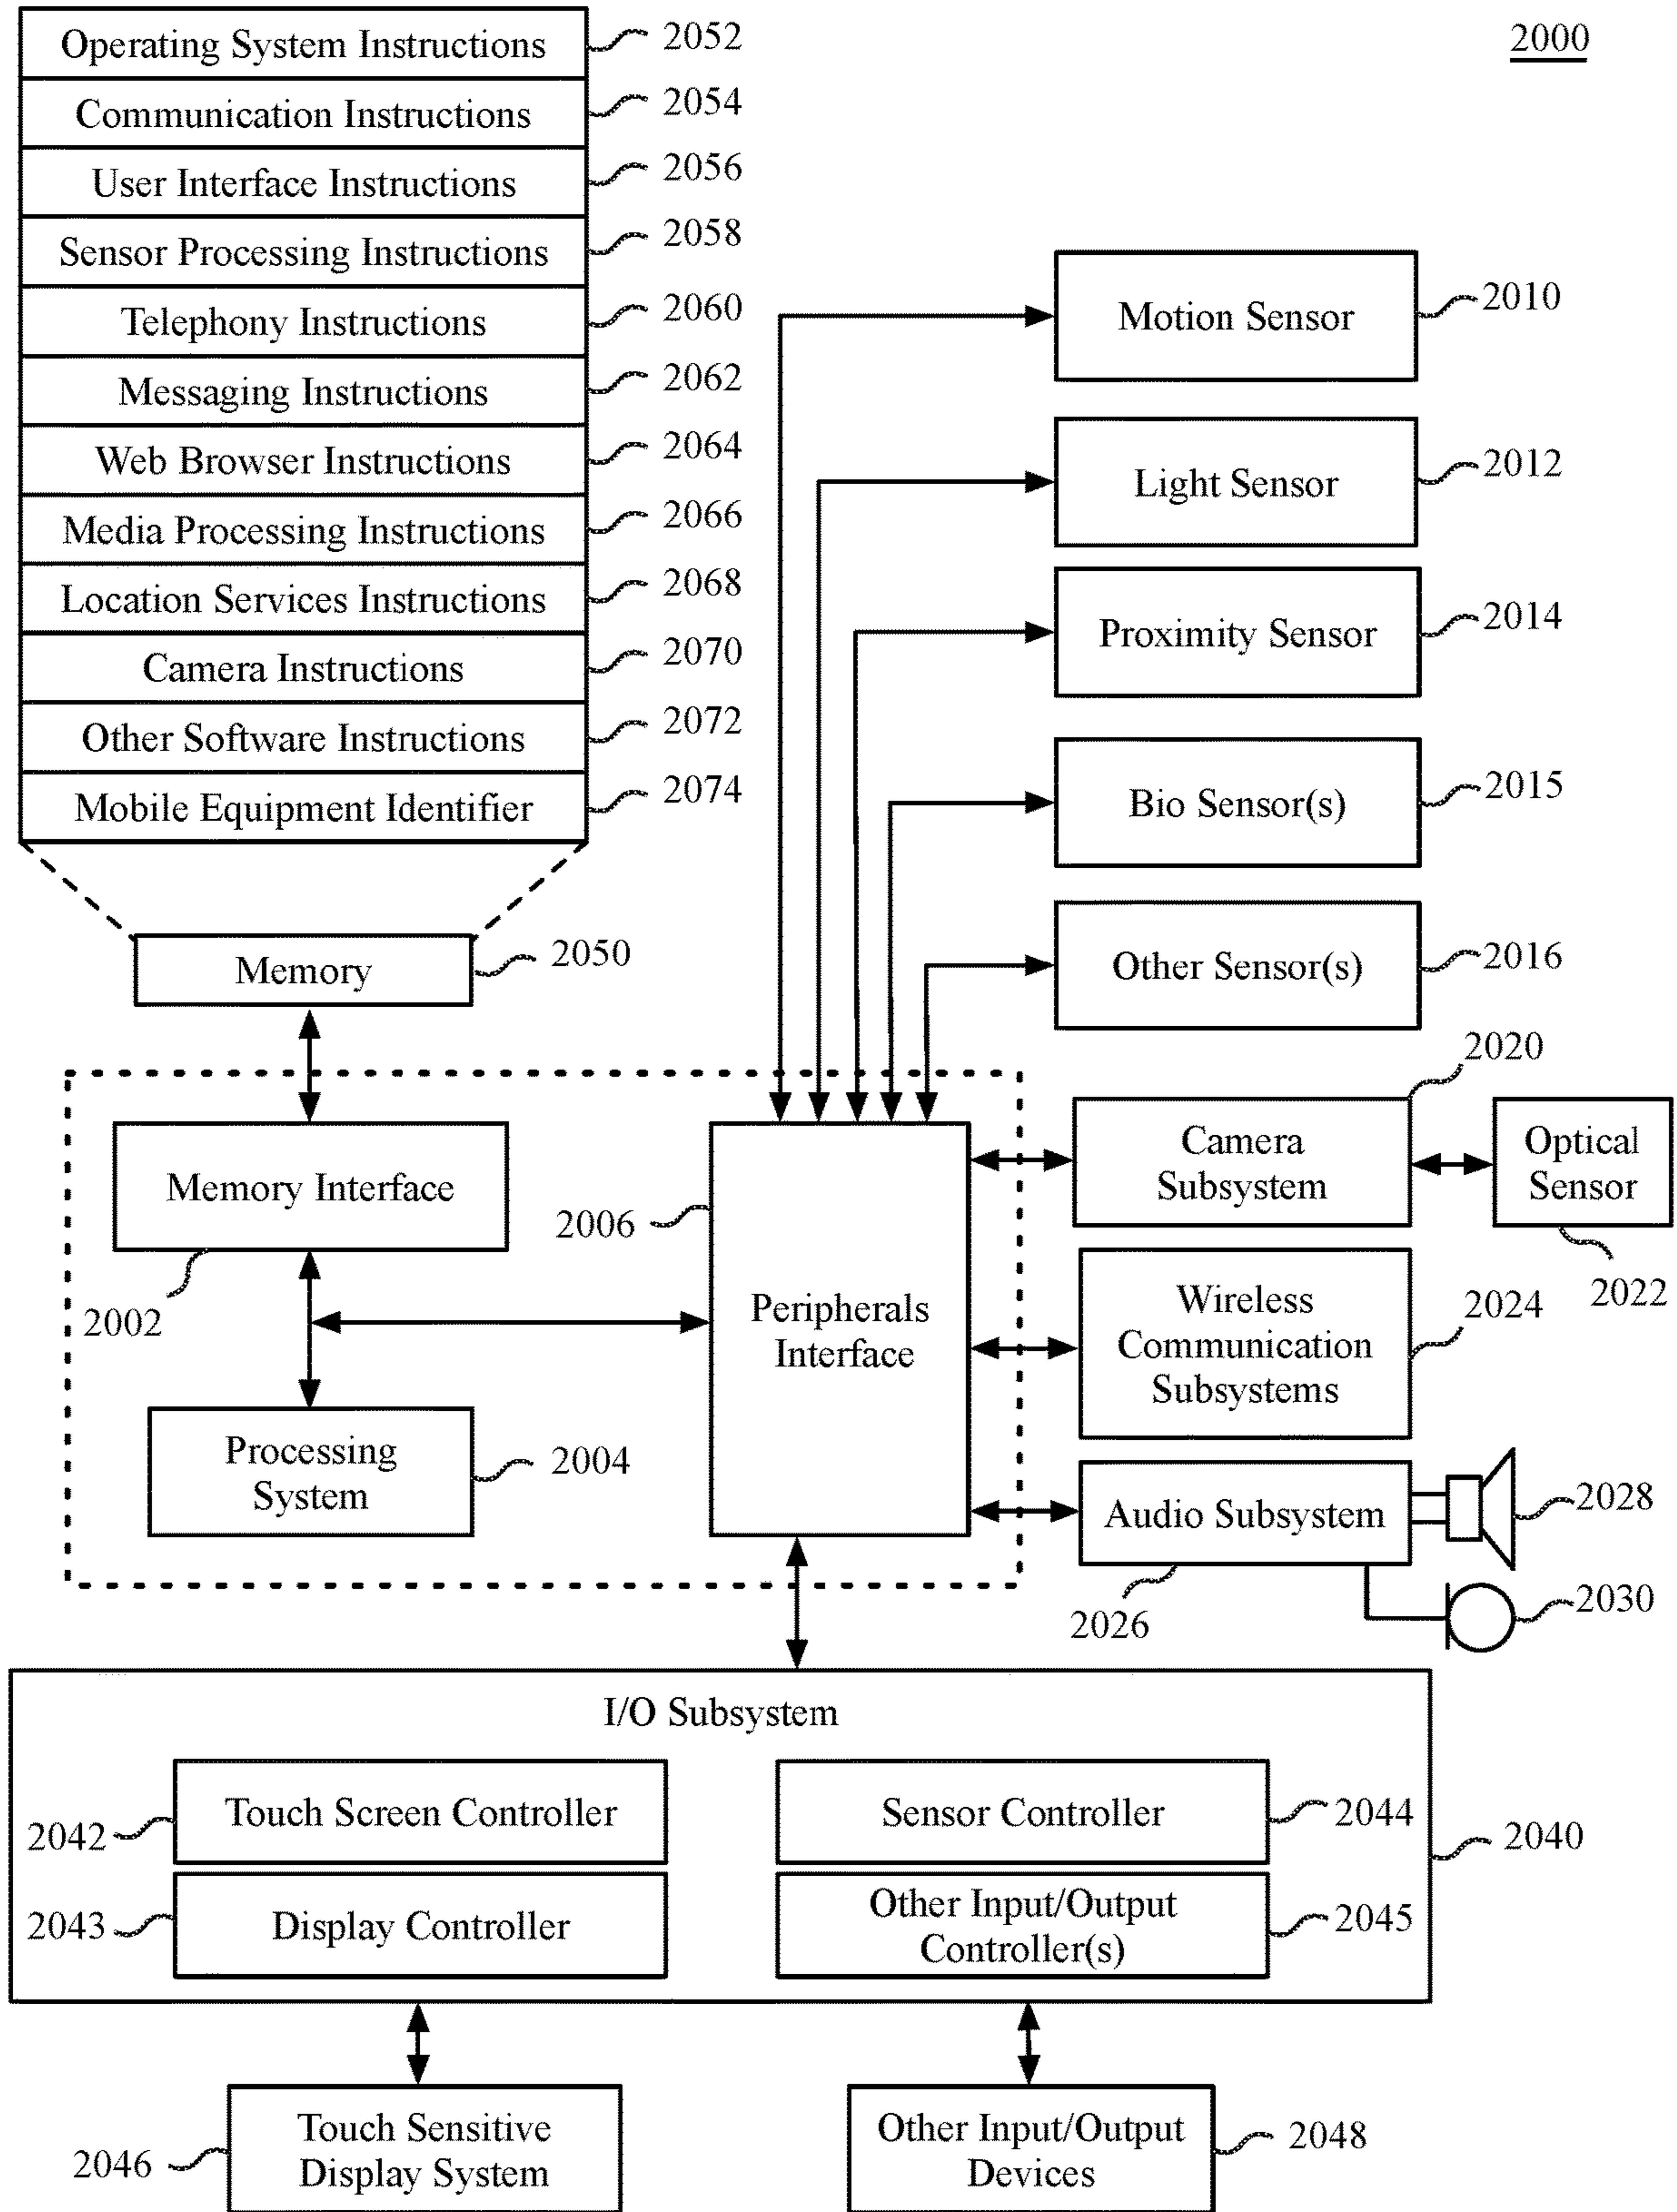 2000
Operating System Instructions
2052
Communication Instructions
2054
User Interface Instructions
2056
Sensor Processing Instructions
2058
Telephony Instructions
2060
Messaging Instructions
2062
Web Browser Instructions
2064
Media Processing Instructions
2066
Location Services Instructions
2068
Camera Instructions
2070
Other Software Instructions
2072
Mobile Equipment Identifier
2074
Memory
2050
Motion Sensor
2010
Light Sensor
2012
Proximity Sensor
2014
Bio Sensor(s)
2015
Other Sensor(s)
2016
Memory Interface
2002
Processing
System
2004
2006
Peripherals
Interface
2020
Camera
Subsystem
Optical
Sensor
2022
Wireless
Communication
Subsystems
2024
Audio Subsystem
2026
2028
2030
I/O Subsystem
2040
Touch Screen Controller
2042
Display Controller
2043
Sensor Controller
2044
Other Input/Output
Controller(s)
2045
Touch Sensitive
Display System
2046
Other Input/Output
Devices
2048